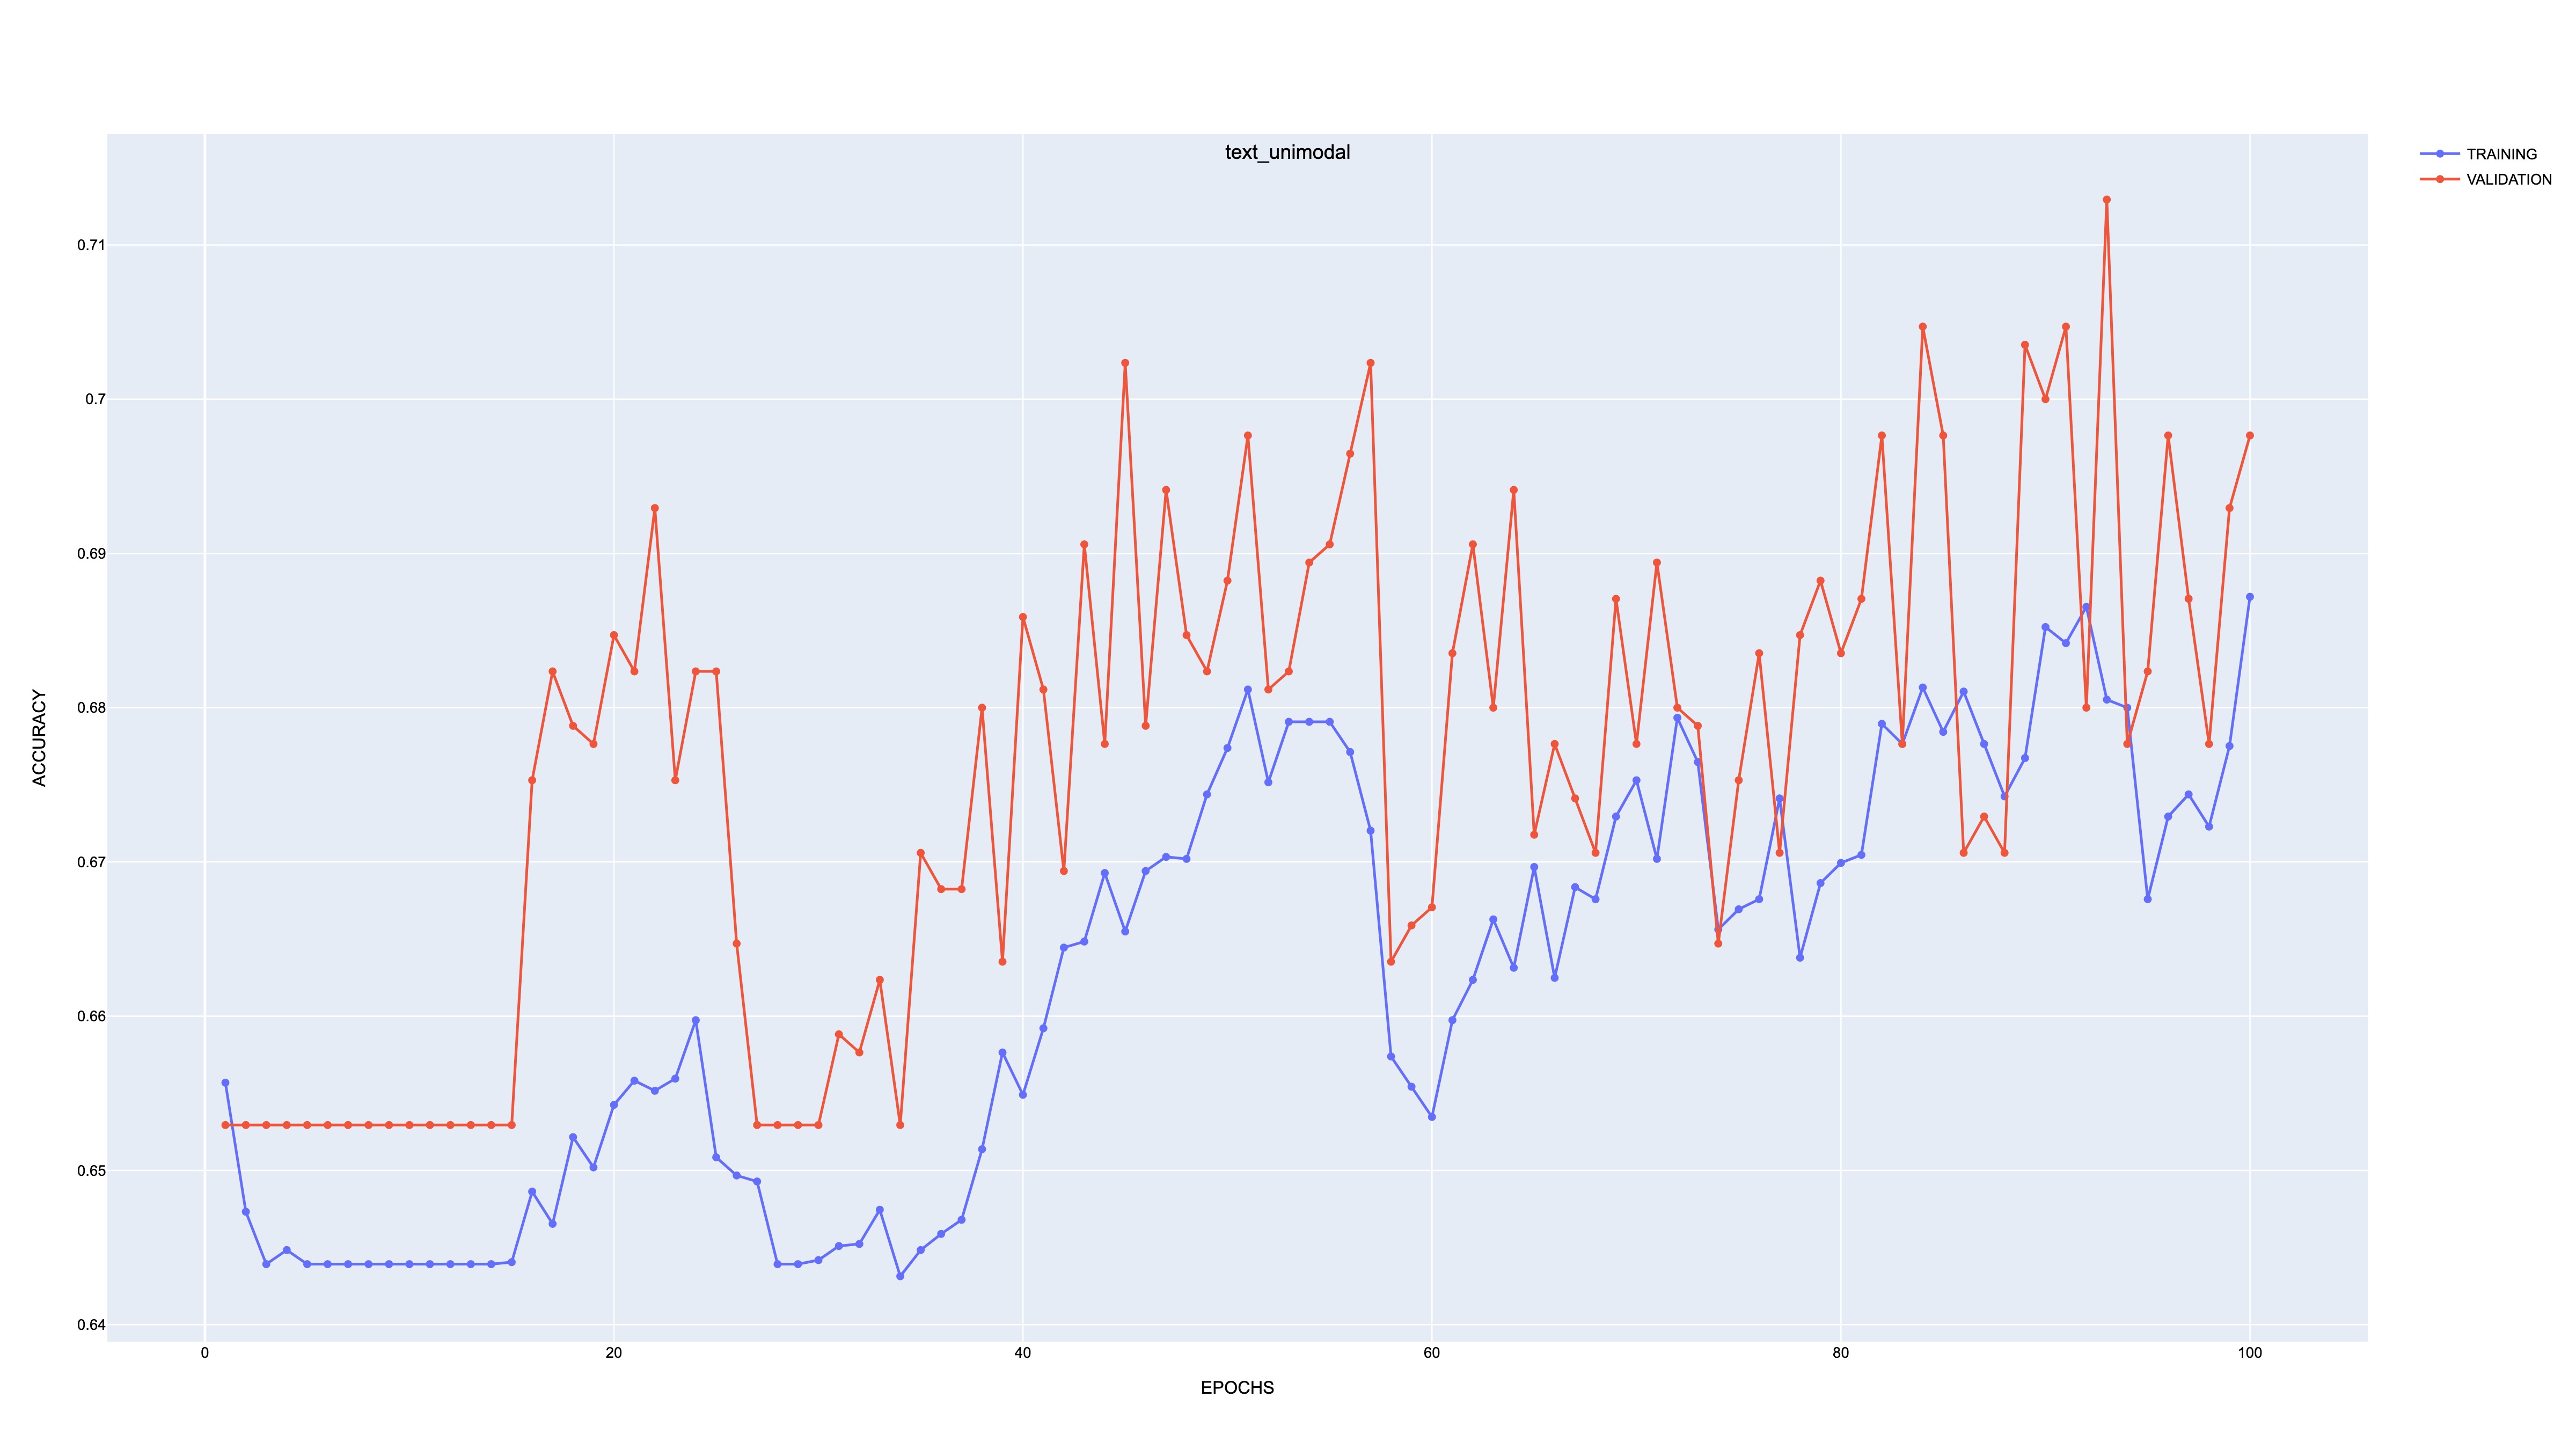 text_unimodal
TRAINING
VALIDATION
0.71
0.7
0.69
0.68
0.67
0.66
0.65
0.64
ACCURACY
0 20 40 60 80 100
EPOCHS